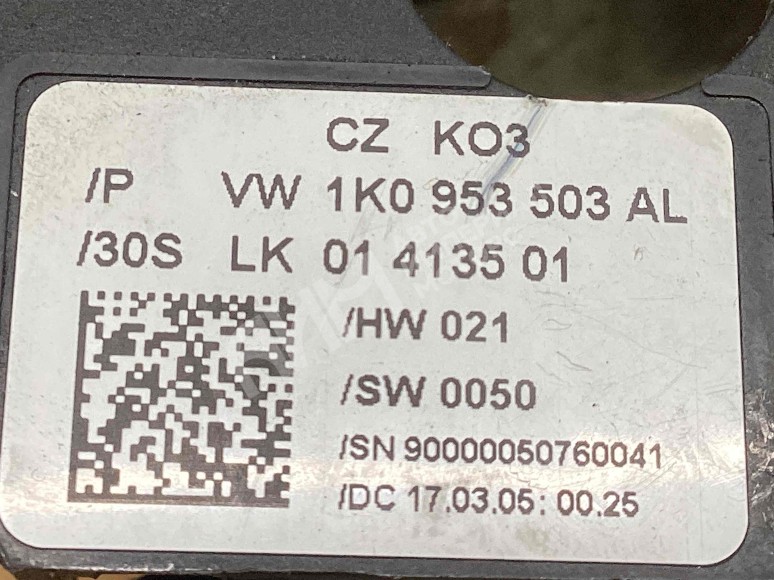 CZ KO3
/P VW 1K0 953 503 AL
/30S LK 01 4135 01
/HW 021
/SW 0050
/SN 90000050760041
/DC 17.03.05: 00.25